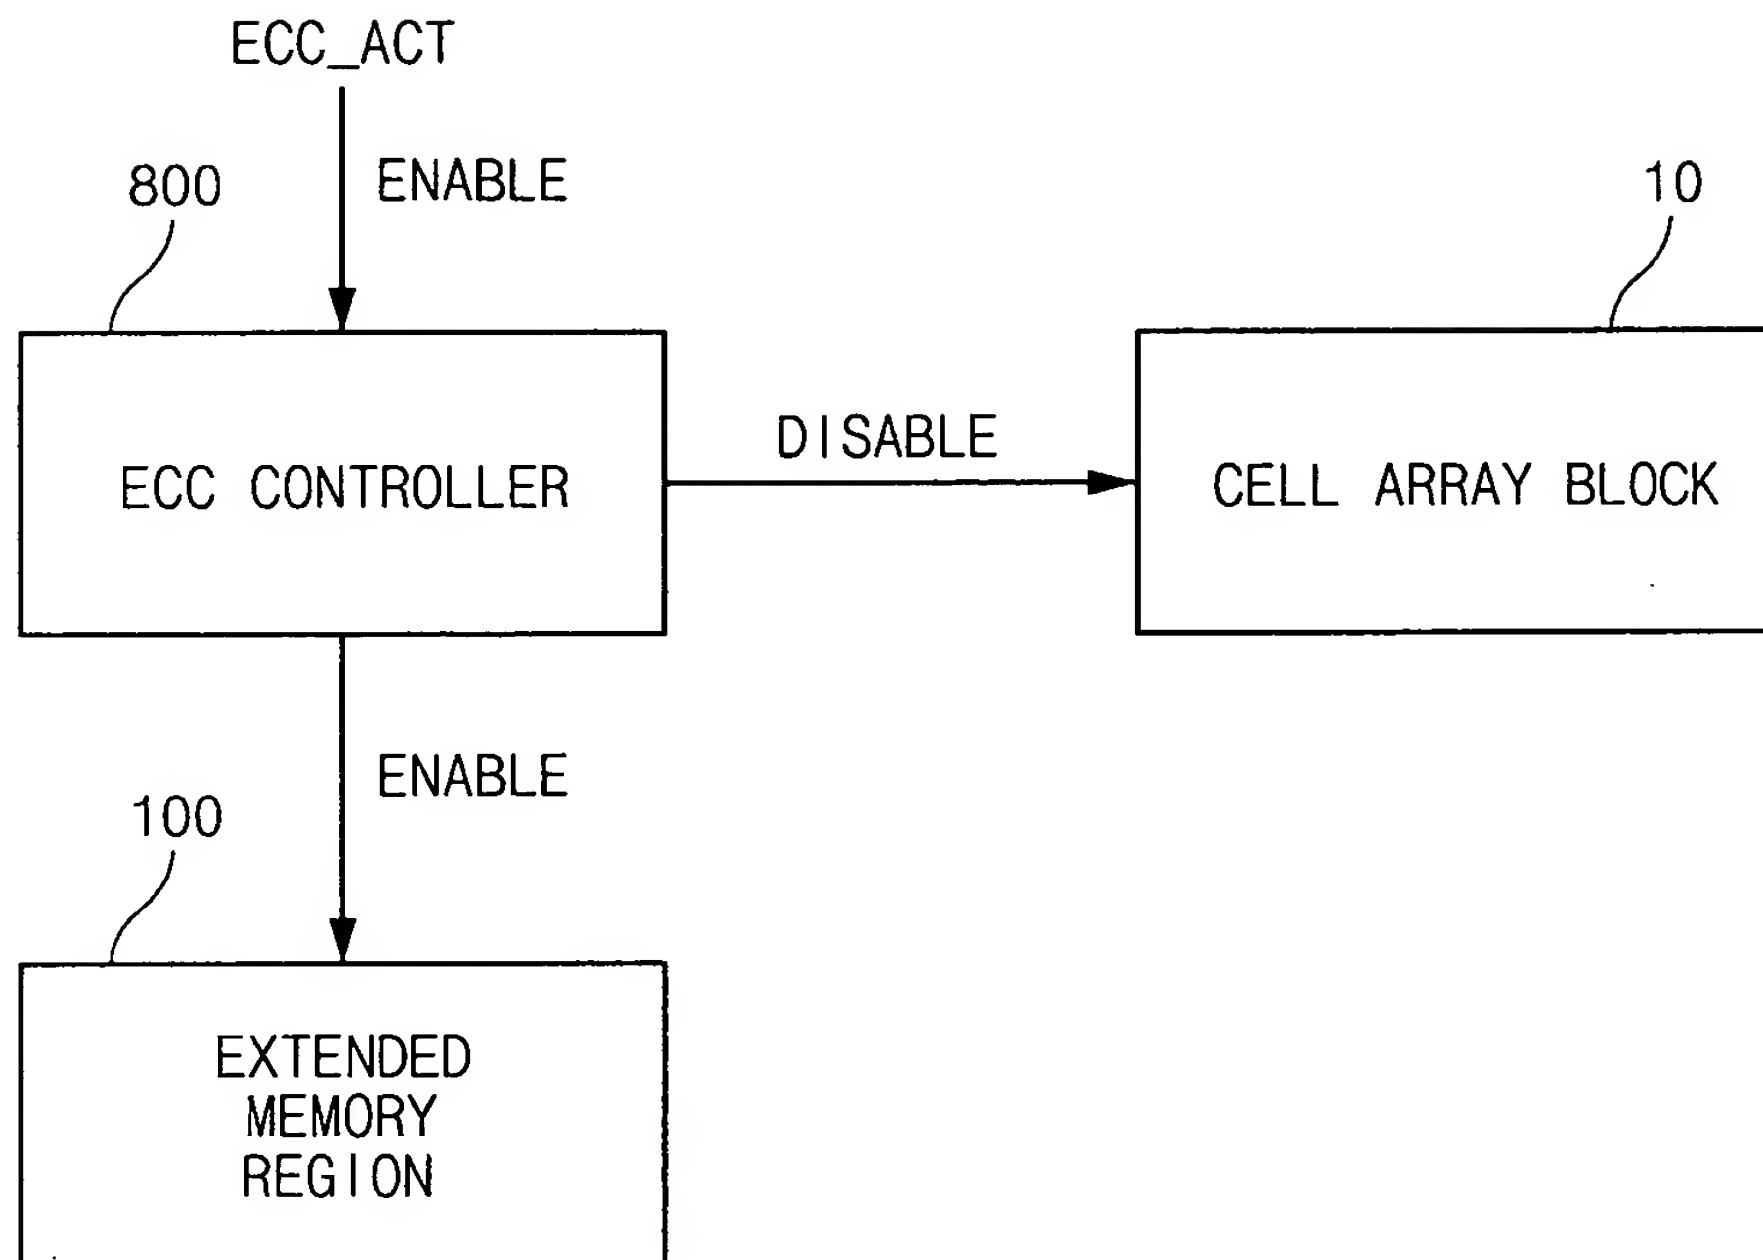 ECC_ACT
ENABLE
800
10
ECC CONTROLLER
DISABLE
CELL ARRAY BLOCK
ENABLE
100
EXTENDED
MEMORY
REGION